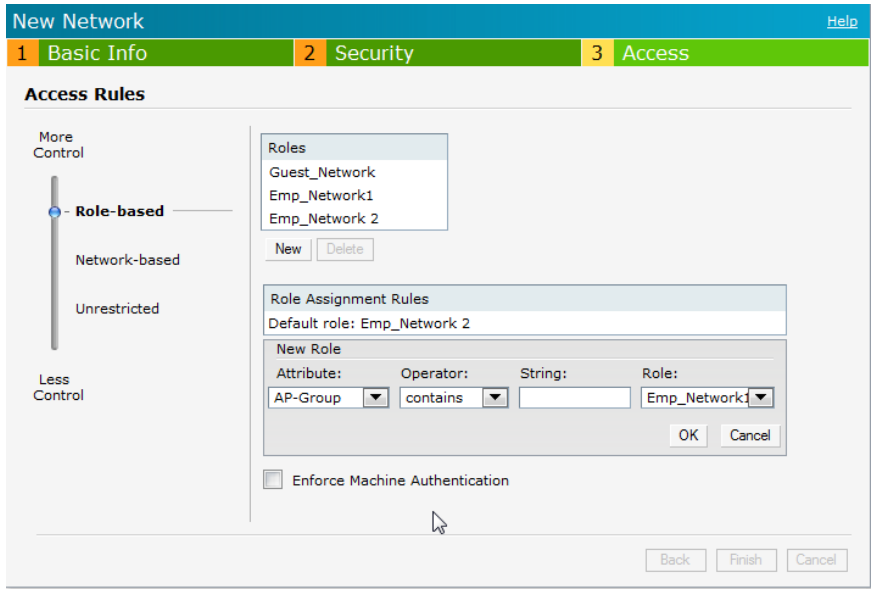 New Network
Help
1 Basic Info
2 Security
3 Access
Access Rules
More
Control
Role-based
Network-based
Unrestricted
Less
Control
Roles
Guest_Network
Emp_Network1
Emp_Network 2
New Delete
Role Assignment Rules
Default role: Emp_Network 2
New Role
Attribute: Operator: String: Role:
AP-Group contains Emp_Network1
OK Cancel
Enforce Machine Authentication
Back Finish Cancel